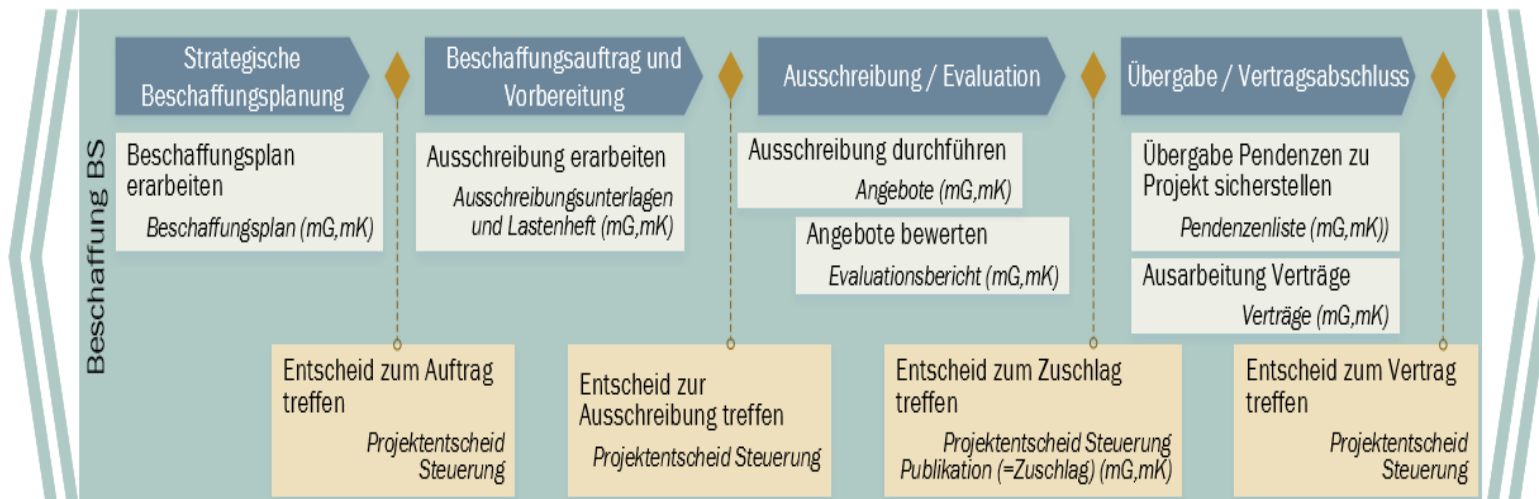 Beschaffung BS
Strategische
Beschaffungsplanung
Beschaffungsauftrag und
Vorbereitung
Ausschreibung / Evaluation
Übergabe / Vertragsabschluss
Beschaffungsplan
erarbeiten
Beschaffungsplan (mG,mK)
Ausschreibung erarbeiten
Ausschreibungsunterlagen
und Lastenheft (mG,mK)
Ausschreibung durchführen
Angebote (mG,mK)
Angebote bewerten
Evaluationsbericht (mG,mK)
Übergabe Pendenzen zu
Projekt sicherstellen
Pendenzenliste (mG,mK))
Ausarbeitung Verträge
Verträge (mG,mK)
Entscheid zum Auftrag
treffen
Projektentscheid
Steuerung
Entscheid zur
Ausschreibung treffen
Projektentscheid Steuerung
Entscheid zum Zuschlag
treffen
Projektentscheid Steuerung
Publikation (=Zuschlag) (mG,mK)
Entscheid zum Vertrag
treffen
Projektentscheid
Steuerung